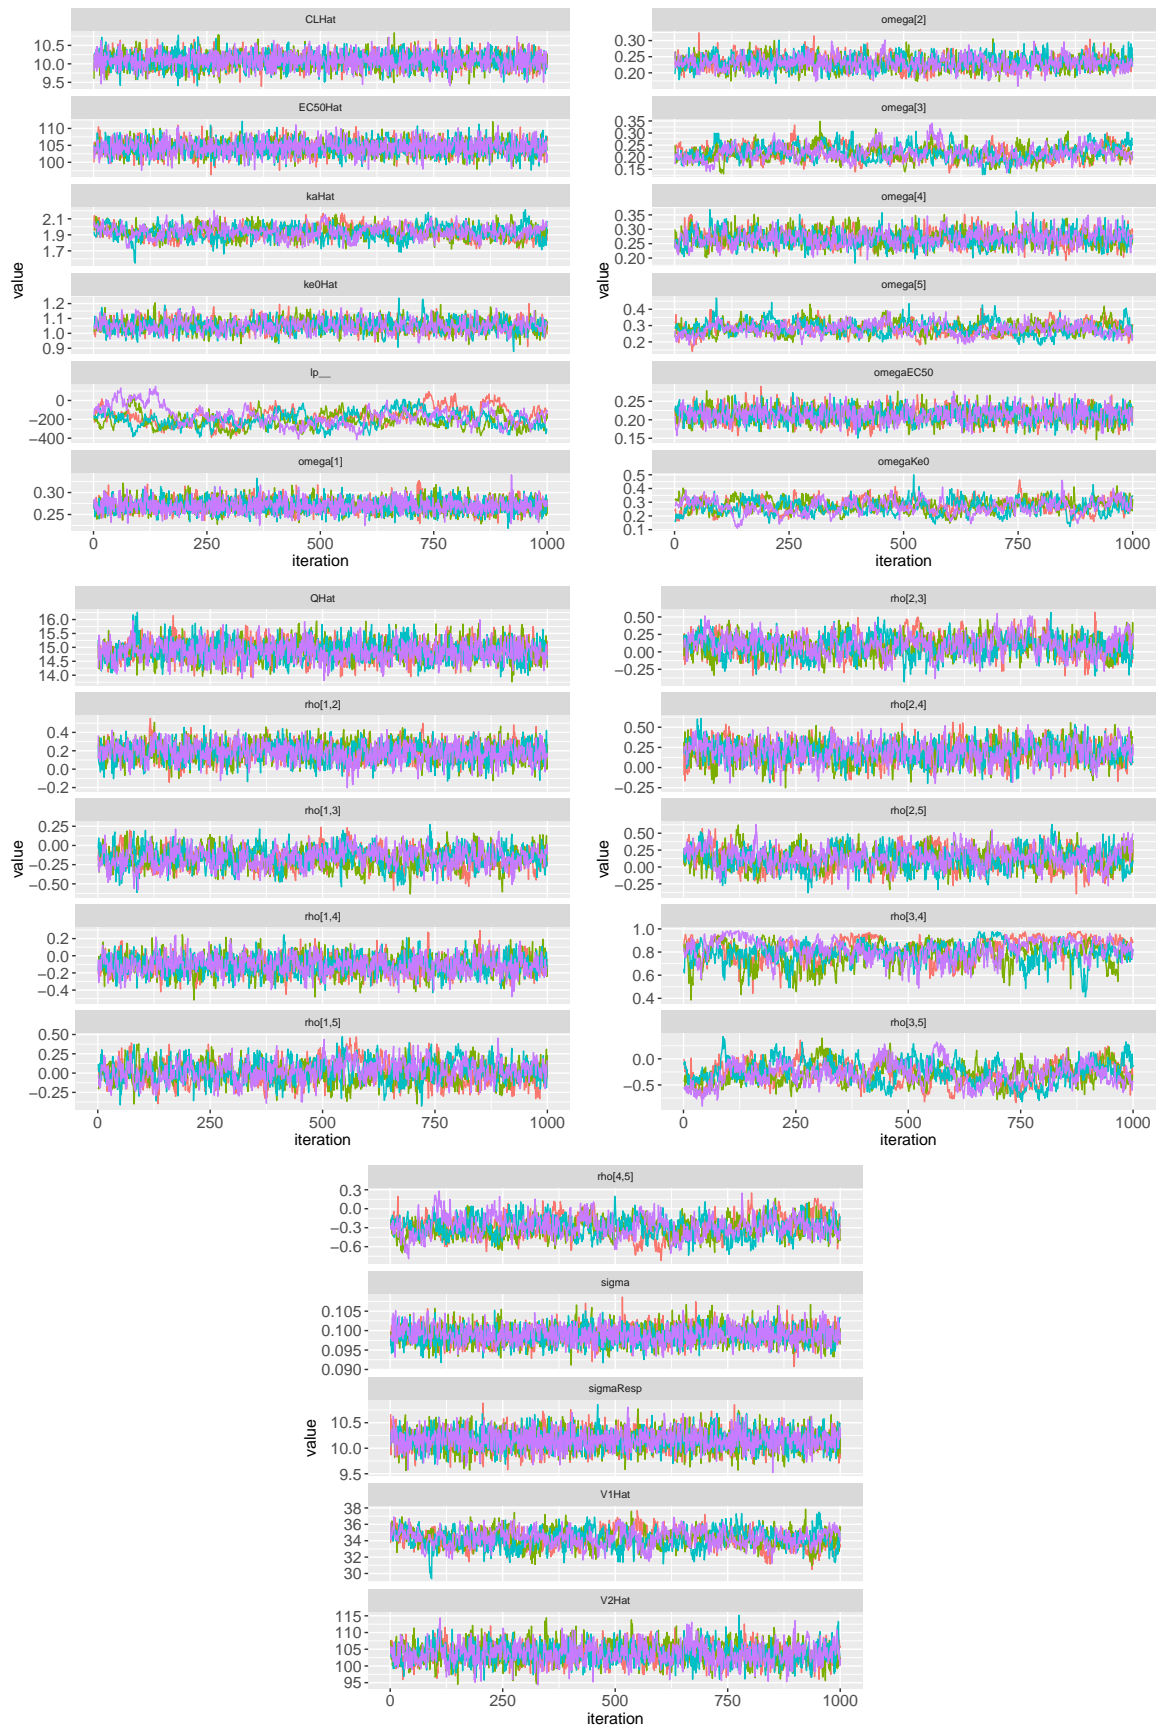 CLHat
10.5
10.0
9.5
EC50Hat
110
105
100
kaHat
2.1
1.9
1.7
ke0Hat
1.2
1.1
1.0
0.9
lp__
0
−200
−400
omega[1]
0.30
0.25
0 250 500 750 1000
iteration
value
omega[2]
0.30
0.25
0.20
omega[3]
0.35
0.30
0.25
0.20
0.15
omega[4]
0.35
0.30
0.25
0.20
omega[5]
0.4
0.3
0.2
omegaEC50
0.25
0.20
0.15
omegaKe0
0.5
0.4
0.3
0.2
0.1
0 250 500 750 1000
iteration
value
QHat
16.0
15.5
15.0
14.5
14.0
rho[1,2]
0.4
0.2
0.0
−0.2
rho[1,3]
0.25
0.00
−0.25
−0.50
rho[1,4]
0.2
0.0
−0.2
−0.4
rho[1,5]
0.50
0.25
0.00
−0.25
0 250 500 750 1000
iteration
value
rho[2,3]
0.50
0.25
0.00
−0.25
rho[2,4]
0.50
0.25
0.00
−0.25
rho[2,5]
0.50
0.25
0.00
−0.25
rho[3,4]
1.0
0.8
0.6
0.4
rho[3,5]
0.0
−0.5
0 250 500 750 1000
iteration
value
rho[4,5]
0.3
0.0
−0.3
−0.6
sigma
0.105
0.100
0.095
0.090
sigmaResp
10.5
10.0
9.5
V1Hat
38
36
34
32
30
V2Hat
115
110
105
100
95
0 250 500 750 1000
iteration
value